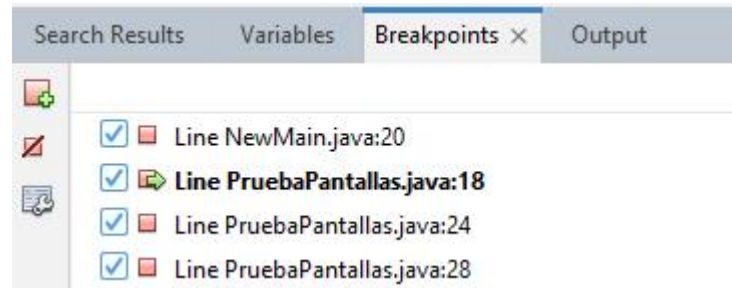 Search Results Variables Breakpoints Output
Line NewMain.java:20
Line PruebaPantallas.java:18
Line PruebaPantallas.java:24
Line PruebaPantallas.java:28